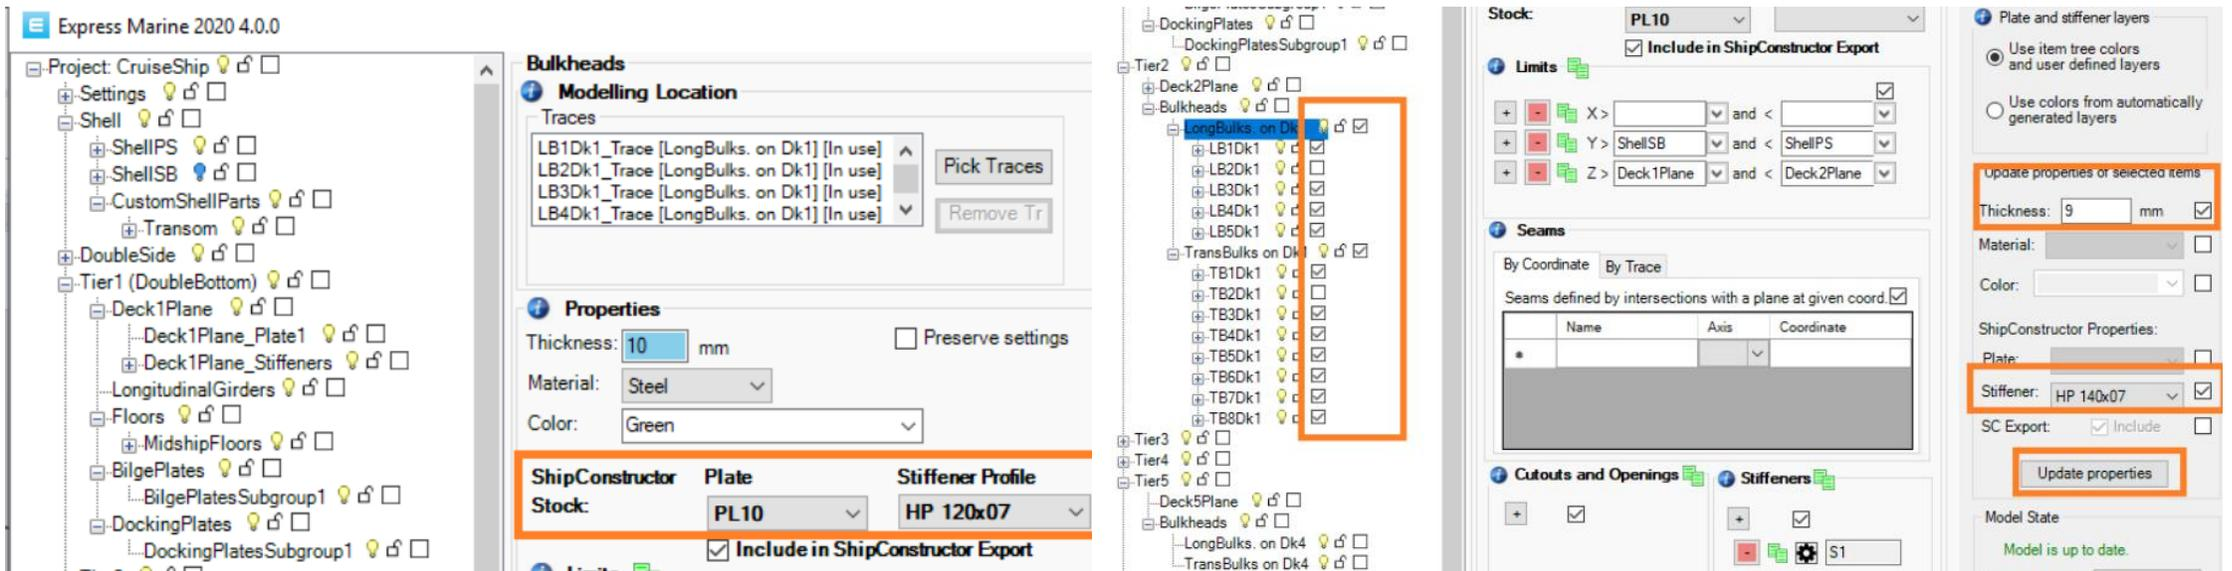 Express Marine 2020 4.0.0
Project: CruiseShip
Settings
Shell
ShellPS
ShellSB
CustomShellParts
Transom
DoubleSide
Tier1 (DoubleBottom)
Deck1Plane
Deck1Plane_Plate1
Deck1Plane_Stiffeners
LongitudinalGirders
Floors
MidshipFloors
BilgePlates
BilgePlatesSubgroup1
DockingPlates
DockingPlatesSubgroup1
Bulkheads
Modelling Location
Traces
LB1Dk1_Trace [LongBulks. on Dk1] [In use]
LB2Dk1_Trace [LongBulks. on Dk1] [In use]
LB3Dk1_Trace [LongBulks. on Dk1] [In use]
LB4Dk1_Trace [LongBulks. on Dk1] [In use]
Pick Traces
Remove Tr
Properties
Thickness: 10 mm
Preserve settings
Material: Steel
Color: Green
ShipConstructor Plate Stiffener Profile
Stock: PL10 HP 120x07
Include in ShipConstructor Export
Limits
BilgePlatesSubgroup1
DockingPlates
DockingPlatesSubgroup1
Tier2
Deck2Plane
Bulkheads
LongBulks. on Dk
LB1Dk1
LB2Dk1
LB3Dk1
LB4Dk1
LB5Dk1
TransBulks on Dk1
TB1Dk1
TB2Dk1
TB3Dk1
TB4Dk1
TB5Dk1
TB6Dk1
TB7Dk1
TB8Dk1
Tier3
Tier4
Tier5
Deck5Plane
Bulkheads
LongBulks. on Dk4
TransBulks on Dk4
Stock: PL10
Include in ShipConstructor Export
Limits
+ - X > and <
+ - Y > ShellSB and < ShellPS
+ - Z > Deck1Plane and < Deck2Plane
Seams
By Coordinate By Trace
Seams defined by intersections with a plane at given coord.
Name Axis Coordinate
*
Cutouts and Openings
+
Stiffeners
+
- S1
Plate and stiffener layers
Use item tree colors
and user defined layers
Use colors from automatically
generated layers
Update properties of selected items
Thickness: 9 mm
Material:
Color:
ShipConstructor Properties:
Plate:
Stiffener: HP 140x07
SC Export: Include
Update properties
Model State
Model is up to date.